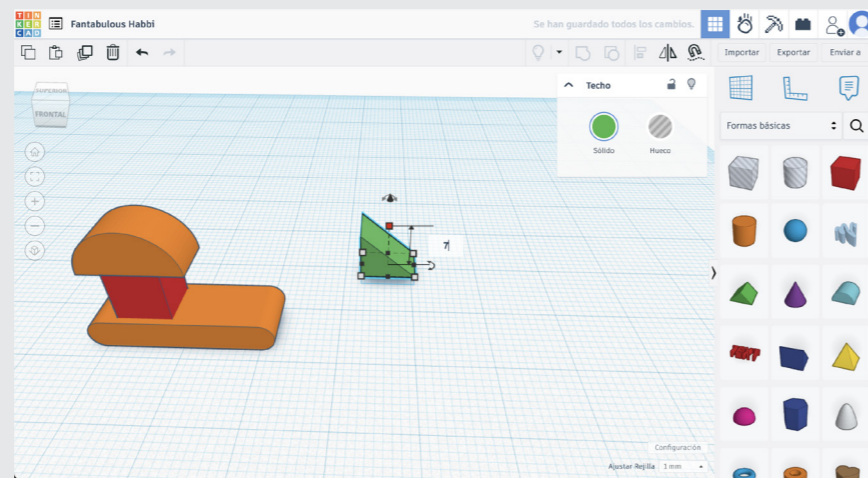 TIN
KER
CAD
Fantabulous Habbi
Se han guardado todos los cambios.
Importar
Exportar
Enviar a
SUPERIOR
FRONTAL
Techo
Sólido
Hueco
Formas básicas
7
TEXT
Configuración
Ajustar Rejilla 1 mm